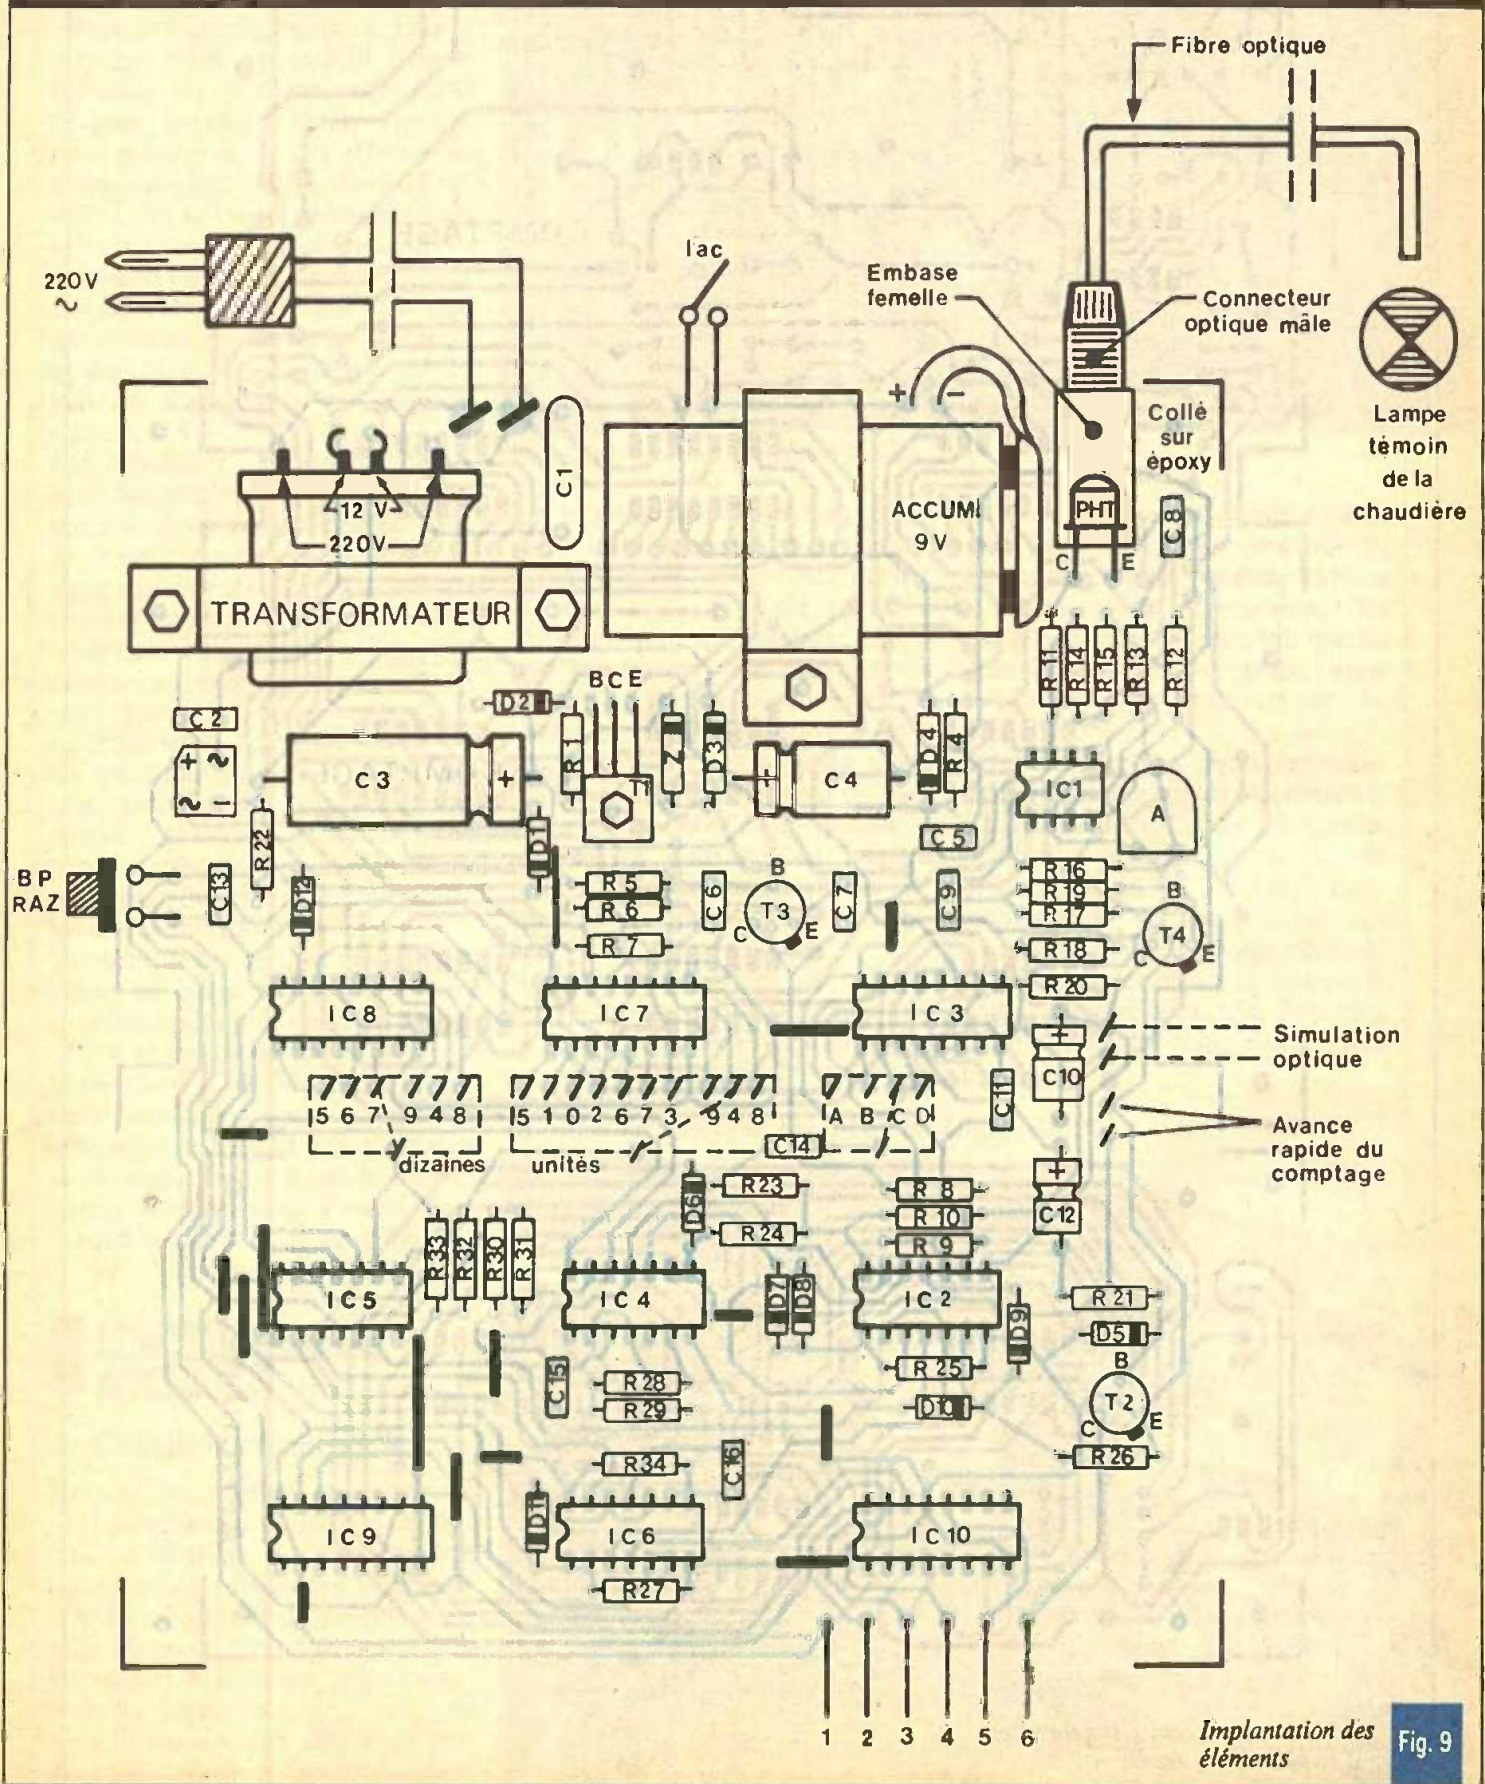 Fibre optique
Iac
Embase
femelle
Connecteur
optique mâle
220V
~
+ −
Collé
sur
époxy
Lampe
témoin
de la
chaudière
C1
12 V
220V
ACCUM!
9V
PHT
C E
C8
TRANSFORMATEUR
R11 R14 R15 R13 R12
BCE
D2
C2
+ ~
~ −
C3 +
R1
T1
Z
D3
+ C4
D4 R4
IC1
A
R22
D1
C5
BP
RAZ
C13
D12
R5
R6
R7
C6
B
T3
C E
C7
C9
R16
R19
R17
R18
R20
B
T4
C E
IC8
IC7
IC3
Simulation
optique
+
C10
C11
5 6 7 9 4 8
5 1 0 2 6 7 3 9 4 8
A B C D
Avance
rapide du
comptage
dizaines
unités
C14
D6
R23
R24
R8
R10
R9
+
C12
R33 R32 R30 R31
IC5
IC4
D7 D8
IC2
D9
R21
D5
C15
R28
R29
R25
D10
B
T2
C E
R34
C16
R26
IC9
D11
IC6
IC10
R27
1 2 3 4 5 6
Implantation des
éléments
Fig. 9